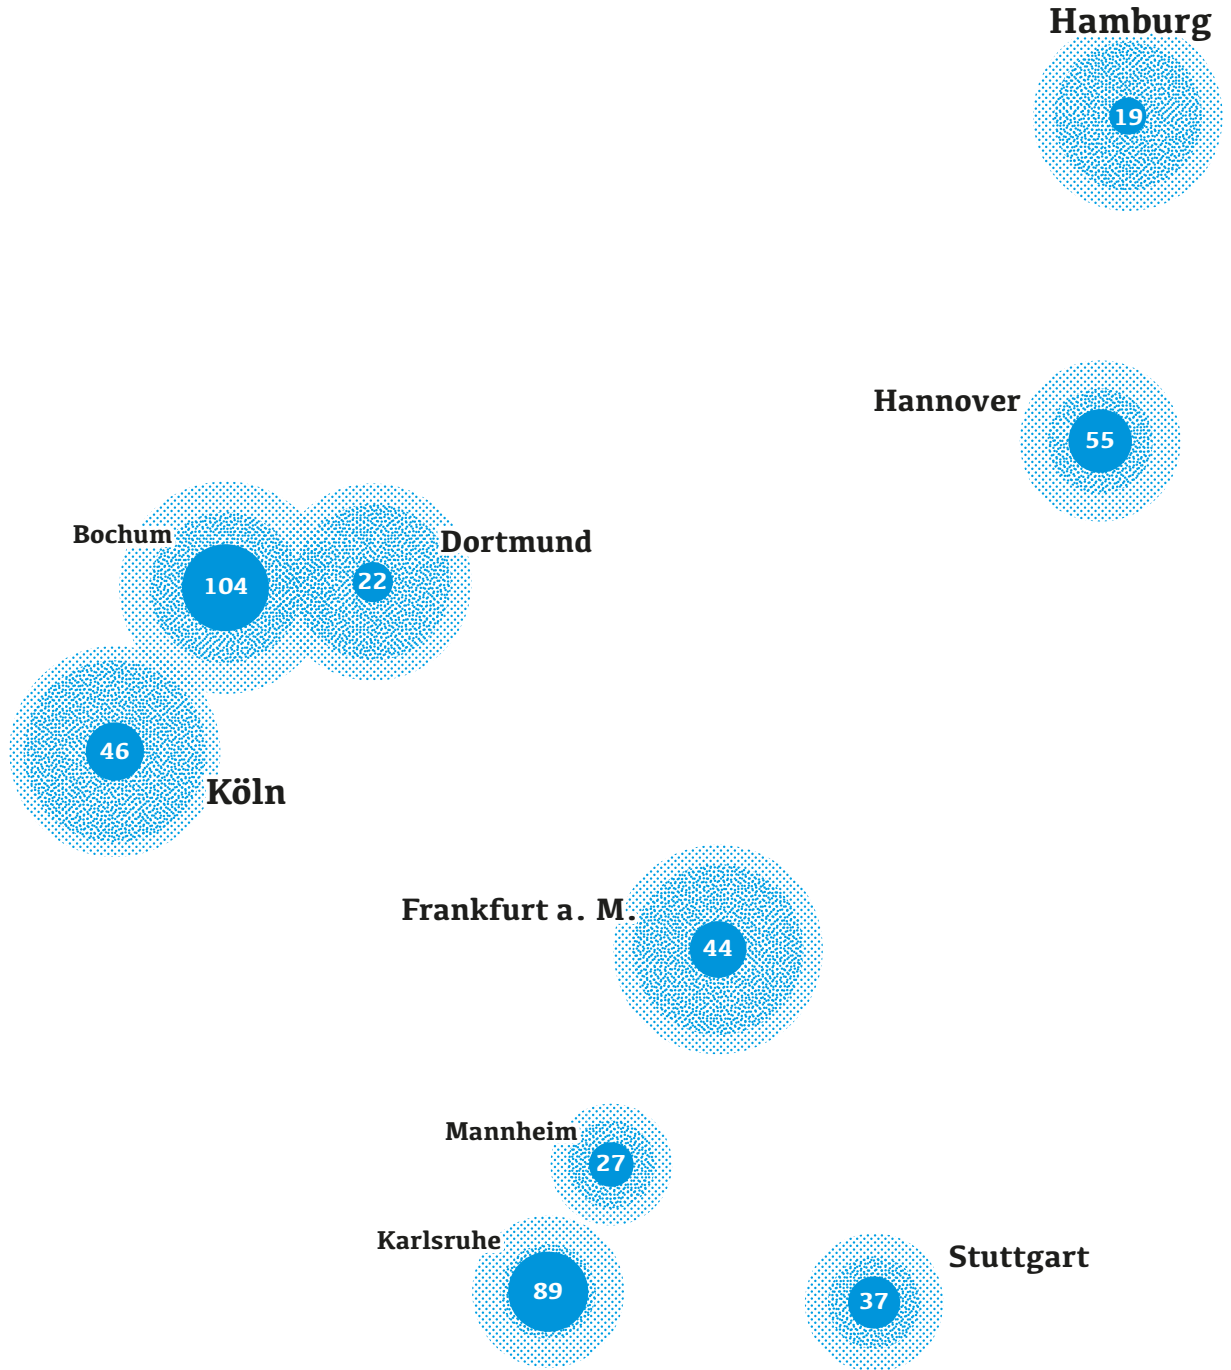 Hamburg
19
Hannover
55
Bochum
104
Dortmund
22
46
Köln
Frankfurt a. M.
44
Mannheim
27
Karlsruhe
89
Stuttgart
37